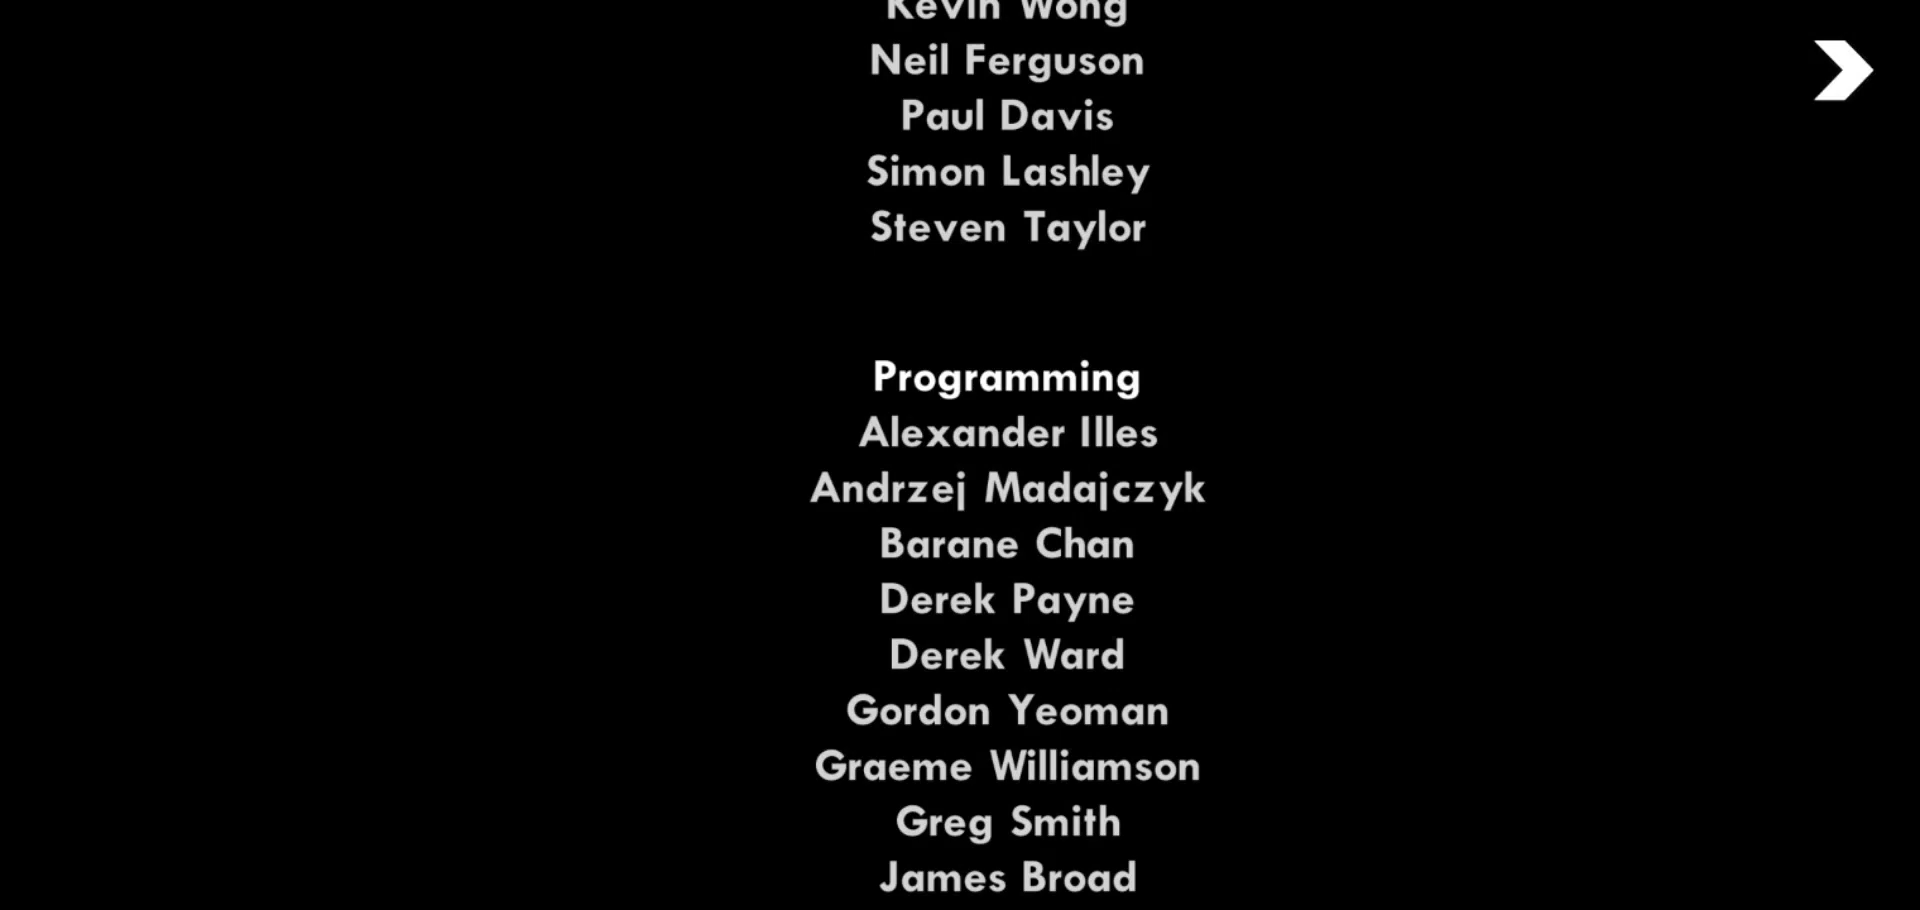 Kevin Wong
Neil Ferguson
Paul Davis
Simon Lashley
Steven Taylor
Programming
Alexander Illes
Andrzej Madajczyk
Barane Chan
Derek Payne
Derek Ward
Gordon Yeoman
Graeme Williamson
Greg Smith
James Broad